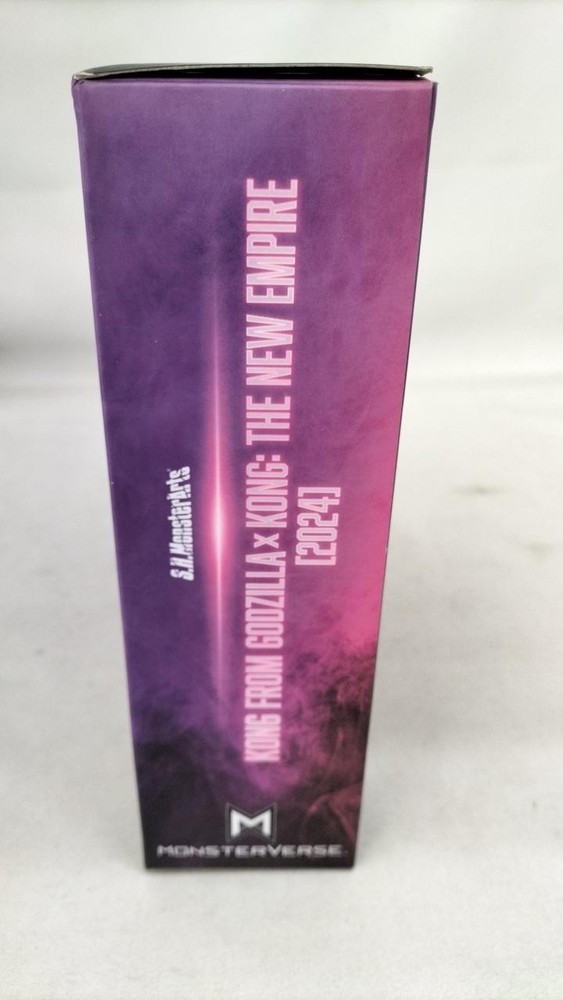 S.H.MonsterArts
KONG FROM GODZILLA x KONG: THE NEW EMPIRE
[2024]
M
MONSTERVERSE